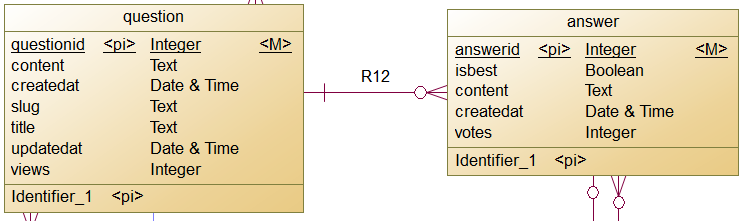 question
questionid <pi> Integer <M>
content Text
createdat Date & Time
slug Text
title Text
updatedat Date & Time
views Integer
Identifier_1 <pi>
R12
answer
answerid <pi> Integer <M>
isbest Boolean
content Text
createdat Date & Time
votes Integer
Identifier_1 <pi>